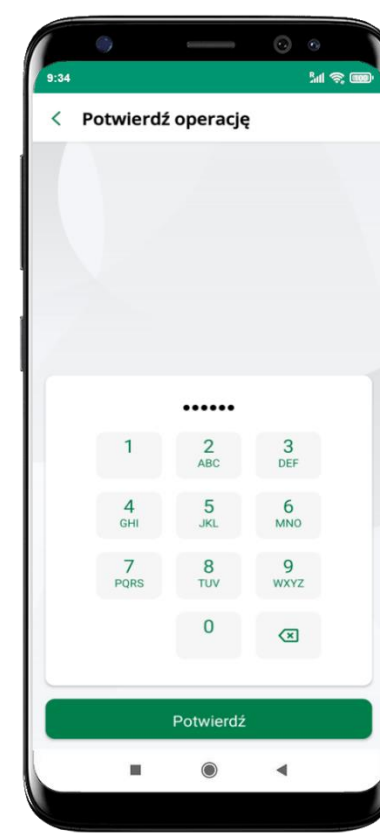 9:34
Potwierdź operację
••••••
1
2
3
ABC
DEF
4
5
6
GHI
JKL
MNO
7
8
9
PQRS
TUV
WXYZ
0
Potwierdź